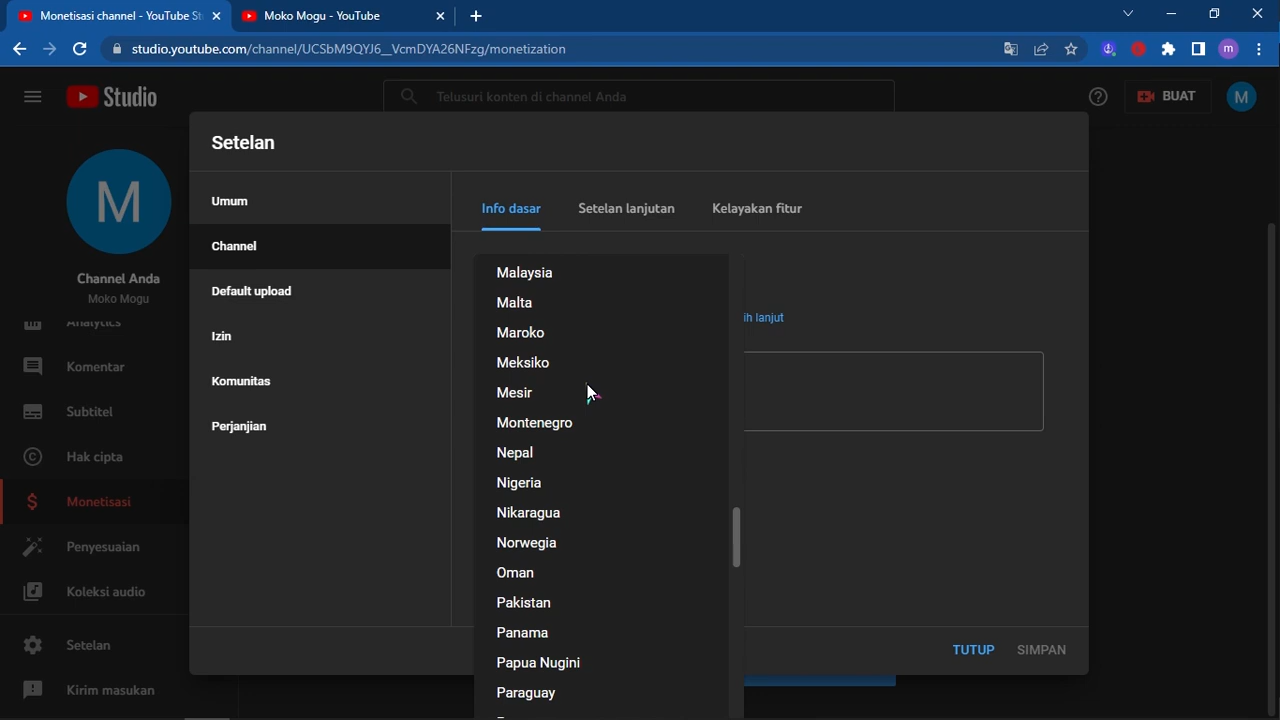 Monetisasi channel - YouTube St
Moko Mogu - YouTube
studio.youtube.com/channel/UCSbM9QYJ6__VcmDYA26NFzg/monetization
m
Studio
Telusuri konten di channel Anda
BUAT
M
M
Channel Anda
Moko Mogu
Analytics
Komentar
Subtitel
Hak cipta
Monetisasi
Penyesuaian
Koleksi audio
Setelan
Kirim masukan
Setelan
Umum
Channel
Default upload
Izin
Komunitas
Perjanjian
Info dasar
Setelan lanjutan
Kelayakan fitur
ih lanjut
Malaysia
Malta
Maroko
Meksiko
Mesir
Montenegro
Nepal
Nigeria
Nikaragua
Norwegia
Oman
Pakistan
Panama
Papua Nugini
Paraguay
TUTUP
SIMPAN